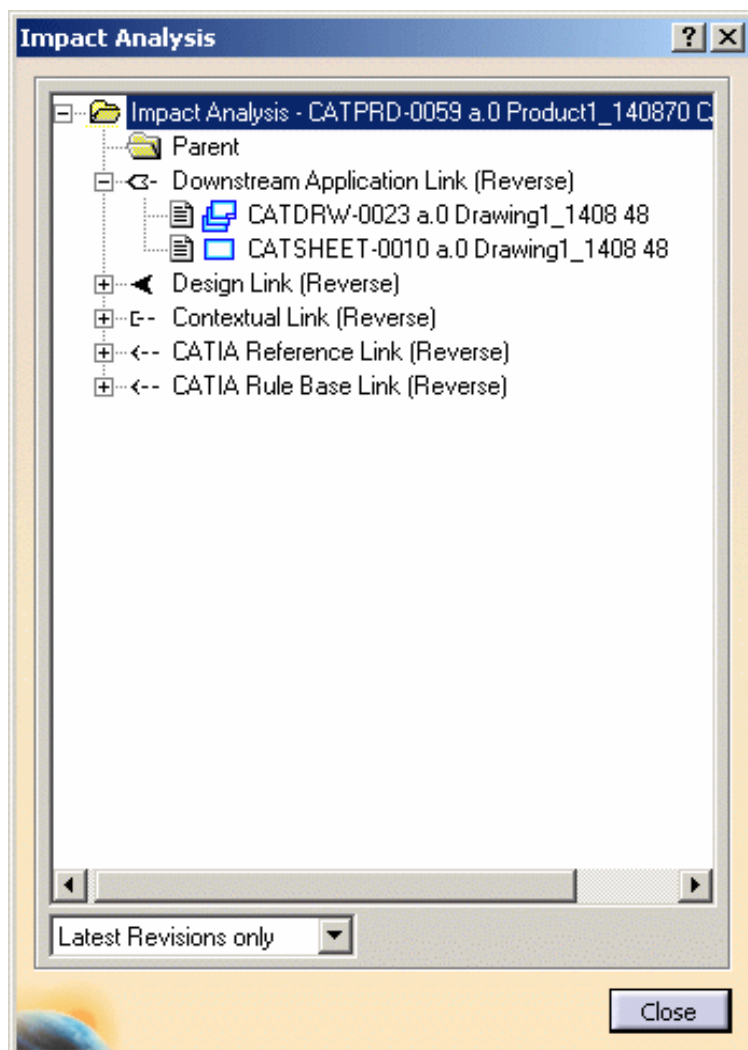 Impact Analysis
Impact Analysis - CATPRD-0059 a.0 Product1_140870
Parent
Downstream Application Link (Reverse)
CATDRW-0023 a.0 Drawing1_1408 48
CATSHEET-0010 a.0 Drawing1_1408 48
Design Link (Reverse)
Contextual Link (Reverse)
CATIA Reference Link (Reverse)
CATIA Rule Base Link (Reverse)
Latest Revisions only
Close